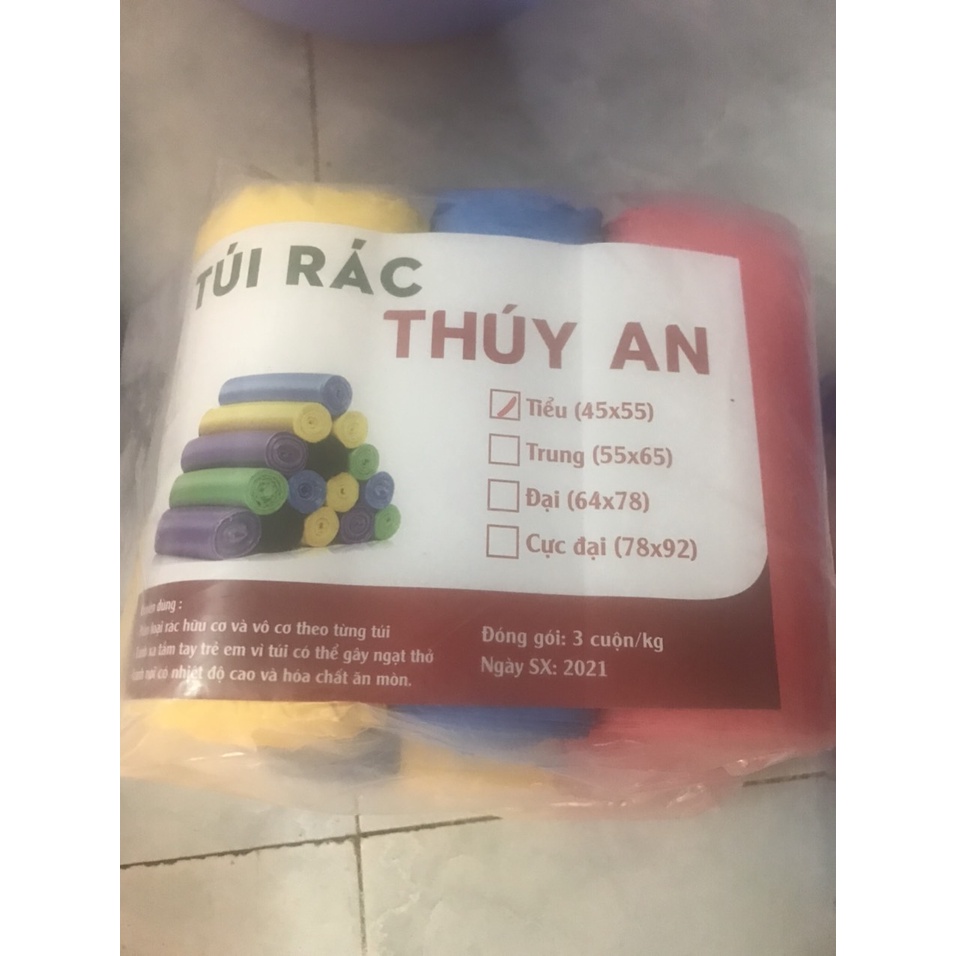 TÚI RÁC
THÚY AN
Tiểu (45x55)
Trung (55x65)
Đại (64x78)
Cực đại (78x92)
dùng :
loại rác hữu cơ và vô cơ theo từng túi
xa tầm tay trẻ em vì túi có thể gây ngạt thở
nơi có nhiệt độ cao và hóa chất ăn mòn.
Đóng gói: 3 cuộn/kg
Ngày SX: 2021